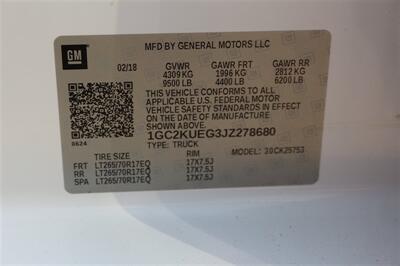 GM
MFD BY GENERAL MOTORS LLC
02/18 GVWR GAWR FRT GAWR RR
4309 KG 1996 KG 2812 KG
9500 LB 4400 LB 6200 LB
THIS VEHICLE CONFORMS TO ALL
APPLICABLE U.S. FEDERAL MOTOR
VEHICLE SAFETY STANDARDS IN EFFECT
ON THE DATE OF MANUFACTURE
SHOWN ABOVE.
1GC2KUEG3JZ278680
8624 TYPE: TRUCK
TIRE SIZE RIM MODEL:
FRT LT265/70R17EQ 17X7.5J
RR LT265/70R17EQ 17X7.5J
SPA LT265/70R17EQ 17X7.5J